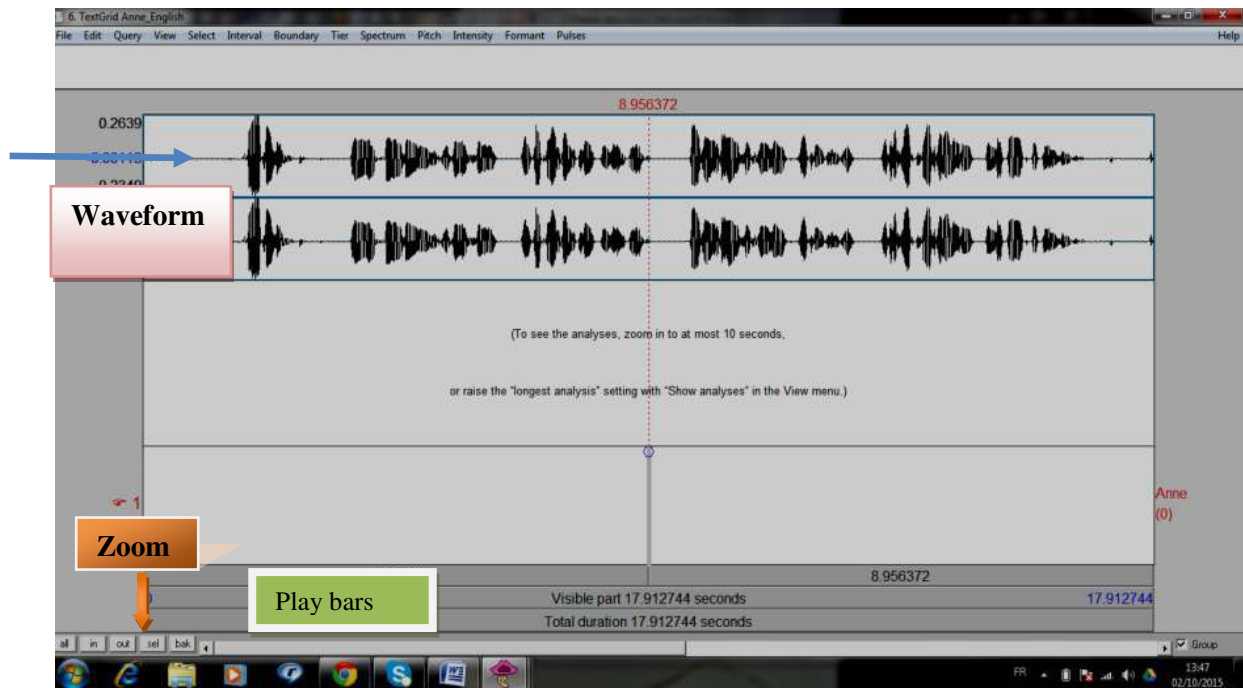 6. TextGrid Anne_English
File Edit Query View Select Interval Boundary Tier Spectrum Pitch Intensity Formant Pulses Help
8.956372
0.2639
Waveform
(To see the analyses, zoom in to at most 10 seconds,
or raise the "longest analysis" setting with "Show analyses" in the View menu.)
1
Anne
(0)
Zoom
8.956372
Play bars
Visible part 17.912744 seconds 17.912744
Total duration 17.912744 seconds
all in out sel bak Group
FR 13:47
02/10/2015